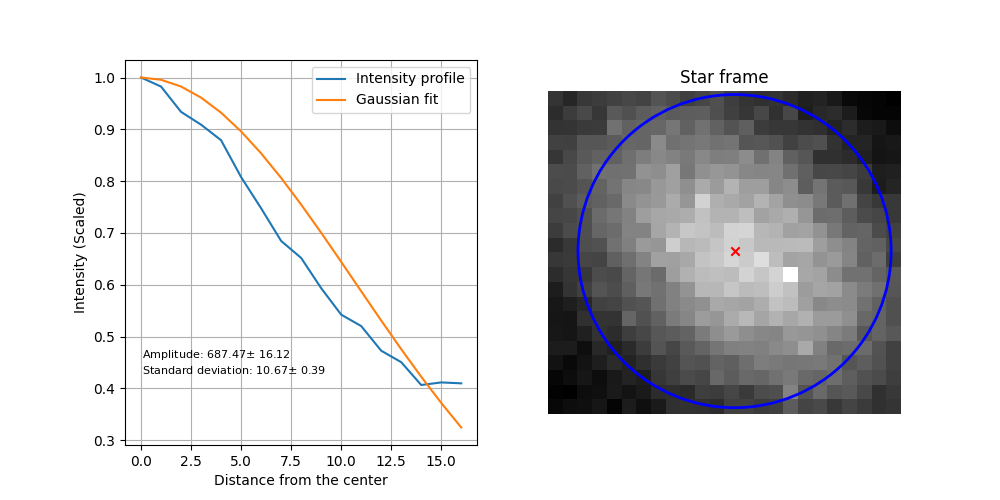 Star frame
Intensity profile
Gaussian fit
1.0
0.9
0.8
0.7
0.6
0.5
0.4
0.3
Intensity (Scaled)
Amplitude: 687.47± 16.12
Standard deviation: 10.67± 0.39
0.0 2.5 5.0 7.5 10.0 12.5 15.0
Distance from the center